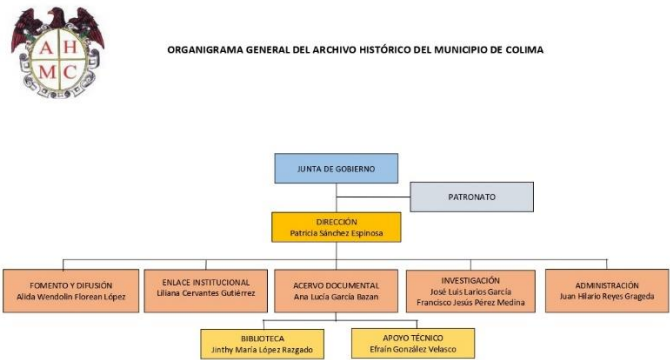 A H
M C
ORGANIGRAMA GENERAL DEL ARCHIVO HISTÓRICO DEL MUNICIPIO DE COLIMA
JUNTA DE GOBIERNO
PATRONATO
DIRECCIÓN
Patricia Sánchez Espinosa
FOMENTO Y DIFUSIÓN
Alida Wendolin Florean López
ENLACE INSTITUCIONAL
Liliana Cervantes Gutiérrez
ACERVO DOCUMENTAL
Ana Lucía García Bazan
INVESTIGACIÓN
José Luis Larios García
Francisco Jesús Pérez Medina
ADMINISTRACIÓN
Juan Hilario Reyes Grageda
BIBLIOTECA
Jinthy María López Razgado
APOYO TÉCNICO
Efraín González Velasco